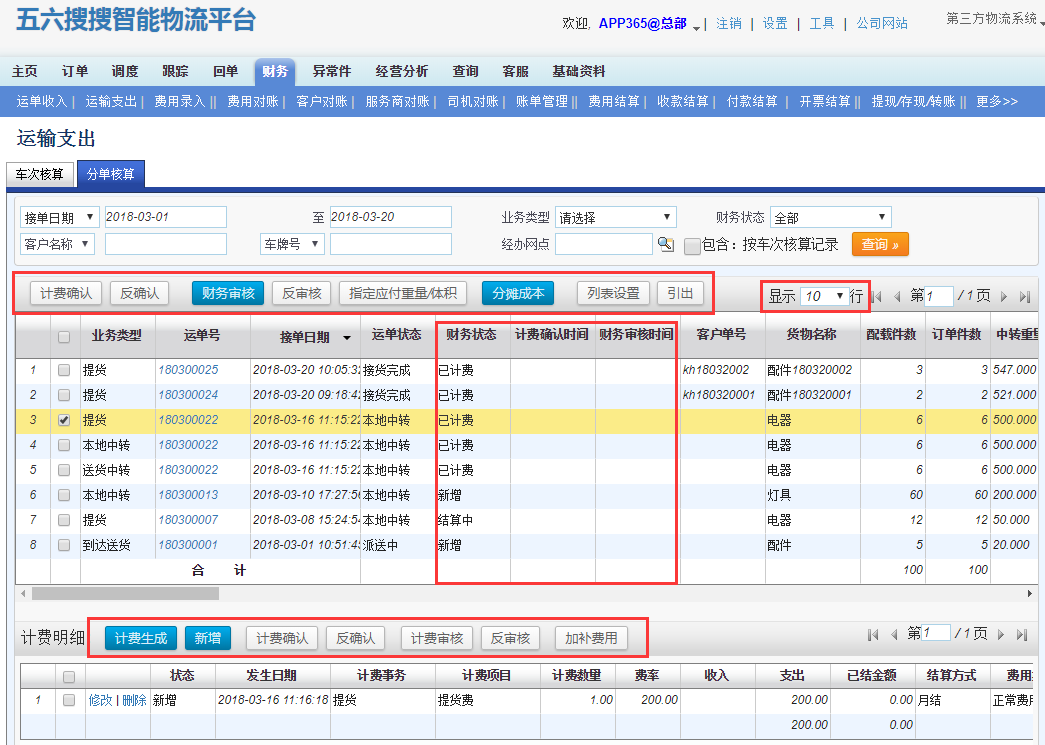 五六搜搜智能物流平台
欢迎, APP365@总部 | 注销 | 设置 | 工具 | 公司网站
第三方物流系统
主页 订单 调度 跟踪 回单 财务 异常件 经营分析 查询 客服 基础资料
运单收入 | 运输支出 | 费用录入 || 费用对账 | 客户对账 | 服务商对账 | 司机对账 | 账单管理 || 费用结算 | 收款结算 | 付款结算 | 开票结算 || 提现/存现/转账 || 更多>>
运输支出
车次核算 分单核算
接单日期 2018-03-01 至 2018-03-20 业务类型 请选择 财务状态 全部
客户名称 车牌号 经办网点 包含：按车次核算记录 查询 »
计费确认 反确认 财务审核 反审核 指定应付重量/体积 分摊成本 列表设置 引出 显示 10 行 第 1 / 1 页
业务类型 运单号 接单日期 运单状态 财务状态 计费确认时间 财务审核时间 客户单号 货物名称 配载件数 订单件数 中转重量
1 提货 180300025 2018-03-20 10:05:32 接货完成 已计费 kh18032002 配件180320002 3 3 547.000
2 提货 180300024 2018-03-20 09:18:42 接货完成 已计费 kh180320001 配件180320001 2 2 521.000
3 提货 180300022 2018-03-16 11:15:22 本地中转 已计费 电器 6 6 500.000
4 本地中转 180300022 2018-03-16 11:15:22 本地中转 已计费 电器 6 6 500.000
5 送货中转 180300022 2018-03-16 11:15:22 本地中转 已计费 电器 6 6 500.000
6 本地中转 180300013 2018-03-10 17:27:56 本地中转 新增 灯具 60 60 200.000
7 提货 180300007 2018-03-08 15:24:54 本地中转 结算中 电器 12 12 50.000
8 到达送货 180300001 2018-03-01 10:51:43 派送中 新增 配件 5 5 20.000
合 计 100 100
计费明细 计费生成 新增 计费确认 反确认 计费审核 反审核 加补费用 第 1 / 1 页
状态 发生日期 计费事务 计费项目 计费数量 费率 收入 支出 已结金额 结算方式 费用
1 修改 | 删除 新增 2018-03-16 11:16:18 提货 提货费 1.00 200.00 200.00 0.00 月结 正常费用
200.00 0.00